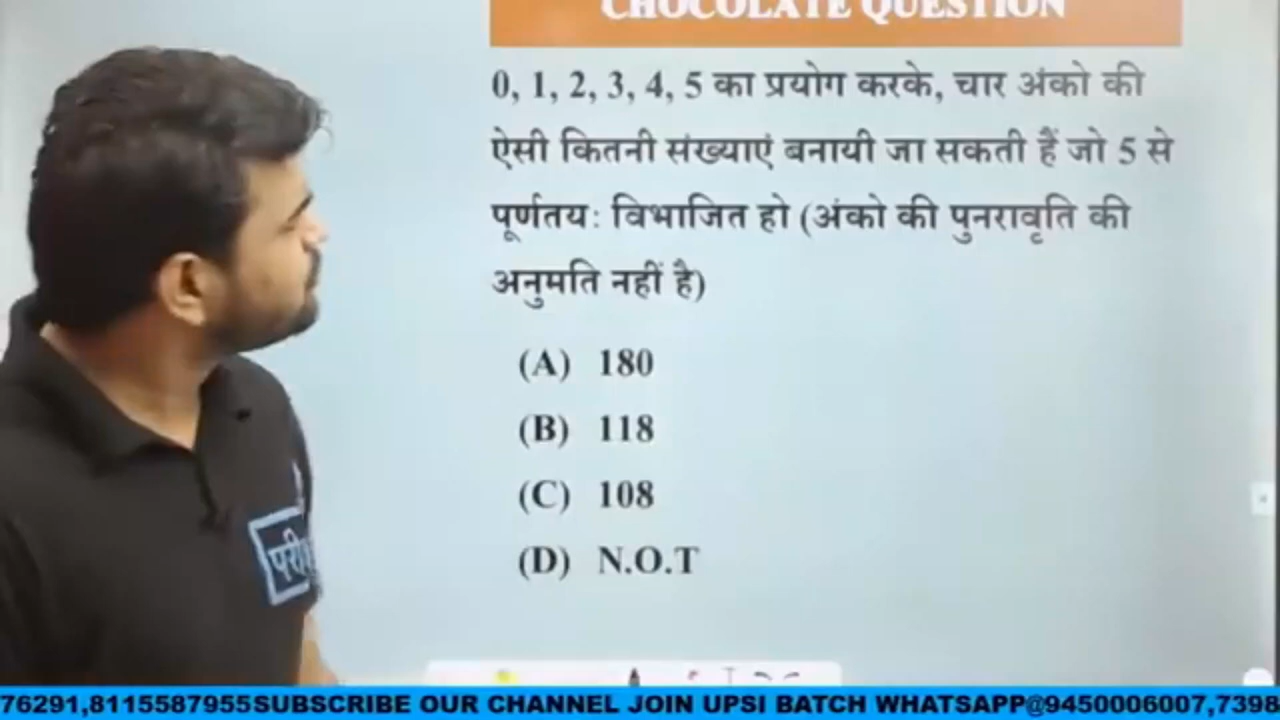 CHOCOLATE QUESTION
0, 1, 2, 3, 4, 5 का प्रयोग करके, चार अंको की
ऐसी कितनी संख्याएं बनायी जा सकती हैं जो 5 से
पूर्णतय: विभाजित हो (अंको की पुनरावृति की
अनुमति नहीं है)
(A) 180
(B) 118
(C) 108
(D) N.O.T
76291,8115587955SUBSCRIBE OUR CHANNEL JOIN UPSI BATCH WHATSAPP@9450006007,7398